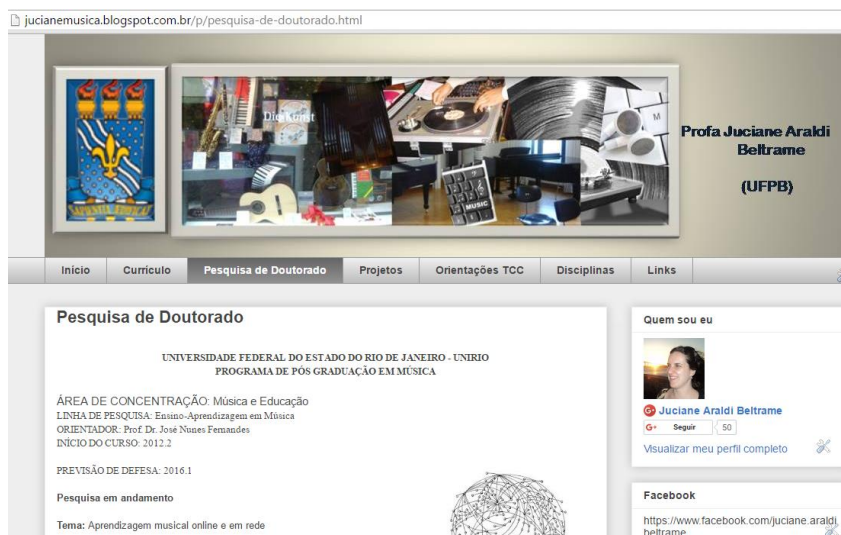 jucianemusica.blogspot.com.br/p/pesquisa-de-doutorado.html
Die Kunst
MUSIC
M
SAPIENTIA AEDIFICAT
Profa Juciane Araldi
Beltrame
(UFPB)
Início Currículo Pesquisa de Doutorado Projetos Orientações TCC Disciplinas Links
Pesquisa de Doutorado
UNIVERSIDADE FEDERAL DO ESTADO DO RIO DE JANEIRO - UNIRIO
PROGRAMA DE PÓS GRADUAÇÃO EM MÚSICA
ÁREA DE CONCENTRAÇÃO: Música e Educação
LINHA DE PESQUISA: Ensino-Aprendizagem em Música
ORIENTADOR: Prof. Dr. José Nunes Fernandes
INÍCIO DO CURSO: 2012.2
PREVISÃO DE DEFESA: 2016.1
Pesquisa em andamento
Tema: Aprendizagem musical online e em rede
Quem sou eu
Juciane Araldi Beltrame
G+ Seguir 50
Visualizar meu perfil completo
Facebook
https://www.facebook.com/juciane.araldi.
beltrame